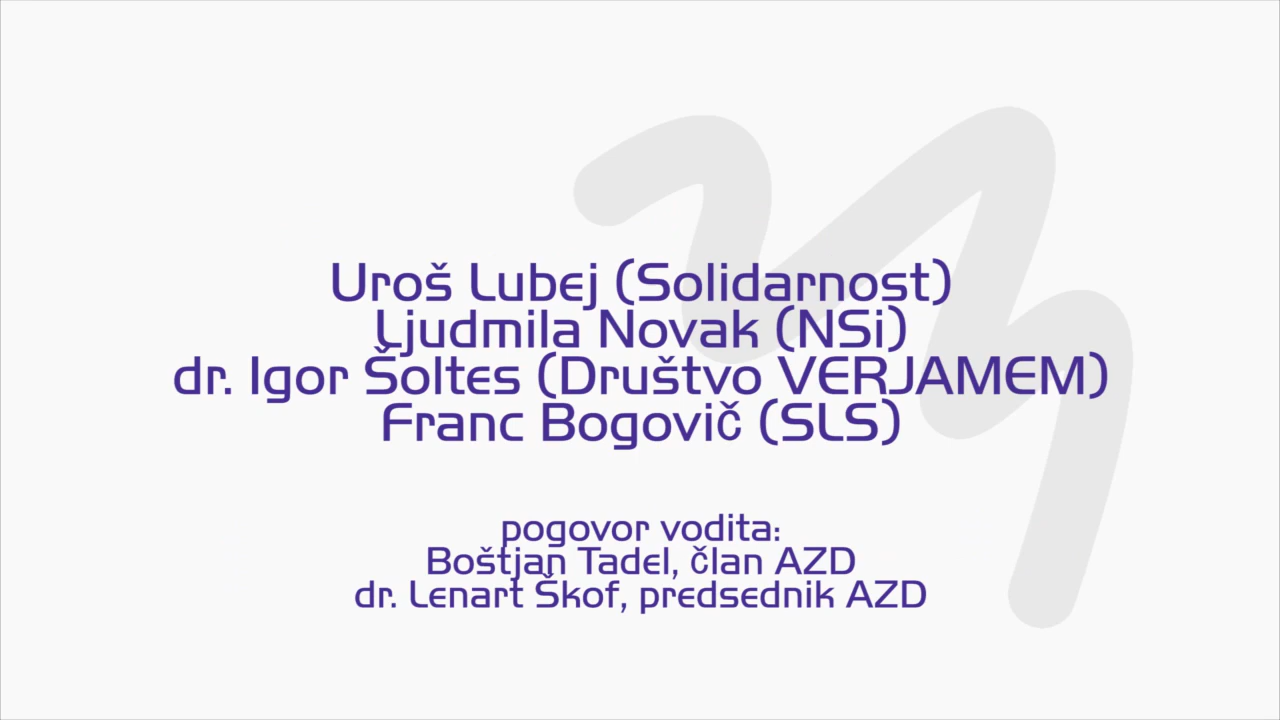 Uroš Lubej (Solidarnost)
Ljudmila Novak (NSi)
dr. Igor Šoltes (Društvo VERJAMEM)
Franc Bogovič (SLS)
pogovor vodita:
Boštjan Tadel, član AZD
dr. Lenart Škof, predsednik AZD